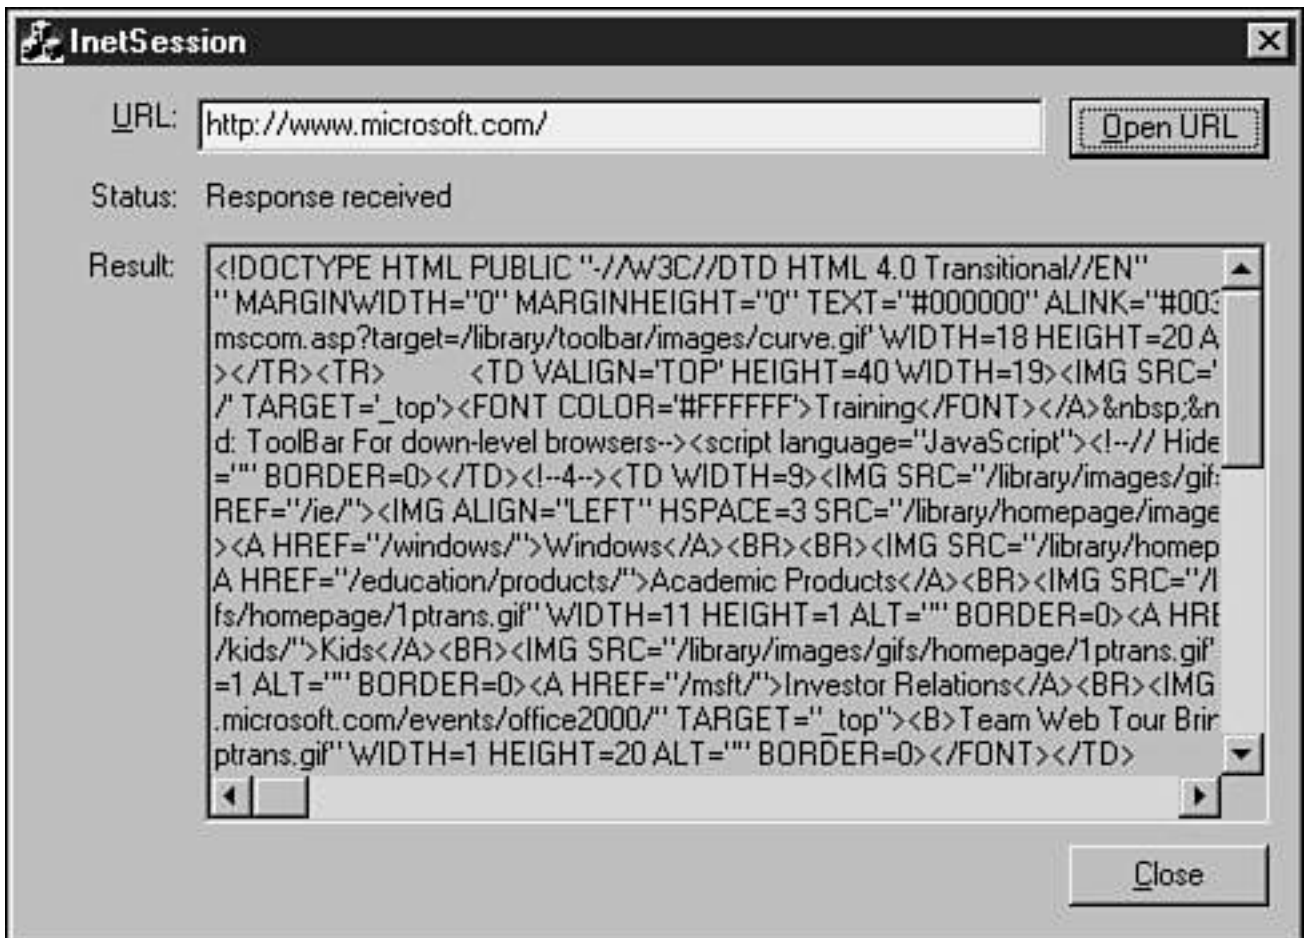 InetSession
URL: http://www.microsoft.com/ Open URL
Status: Response received
Result: <!DOCTYPE HTML PUBLIC "-//W3C//DTD HTML 4.0 Transitional//EN"
" MARGINWIDTH="0" MARGINHEIGHT="0" TEXT="#000000" ALINK="#003
mscom.asp?target=/library/toolbar/images/curve.gif' WIDTH=18 HEIGHT=20 A
></TR><TR> <TD VALIGN='TOP' HEIGHT=40 WIDTH=19><IMG SRC='
/' TARGET='_top'><FONT COLOR='#FFFFFF'>Training</FONT></A>&nbsp;&n
d: ToolBar For down-level browsers--><script language="JavaScript"><!--// Hide
="" BORDER=0></TD><!--4--><TD WIDTH=9><IMG SRC="/library/images/gifs
REF="/ie/"><IMG ALIGN="LEFT" HSPACE=3 SRC="/library/homepage/image
><A HREF="/windows/">Windows</A><BR><BR><IMG SRC="/library/homep
A HREF="/education/products/">Academic Products</A><BR><IMG SRC="/l
fs/homepage/1ptrans.gif" WIDTH=11 HEIGHT=1 ALT="" BORDER=0><A HRE
/kids/">Kids</A><BR><IMG SRC="/library/images/gifs/homepage/1ptrans.gif"
=1 ALT="" BORDER=0><A HREF="/msft/">Investor Relations</A><BR><IMG
.microsoft.com/events/office2000/" TARGET="_top"><B>Team Web Tour Brin
ptrans.gif" WIDTH=1 HEIGHT=20 ALT="" BORDER=0></FONT></TD>
Close